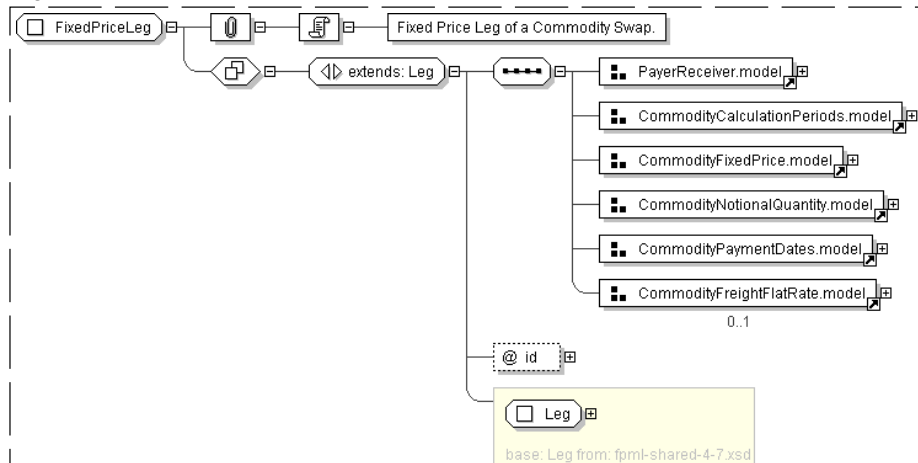 FixedPriceLeg
Fixed Price Leg of a Commodity Swap.
extends: Leg
PayerReceiver.model
CommodityCalculationPeriods.model
CommodityFixedPrice.model
CommodityNotionalQuantity.model
CommodityPaymentDates.model
CommodityFreightFlatRate.model
0..1
@ id
Leg
base: Leg from: fpml-shared-4-7.xsd